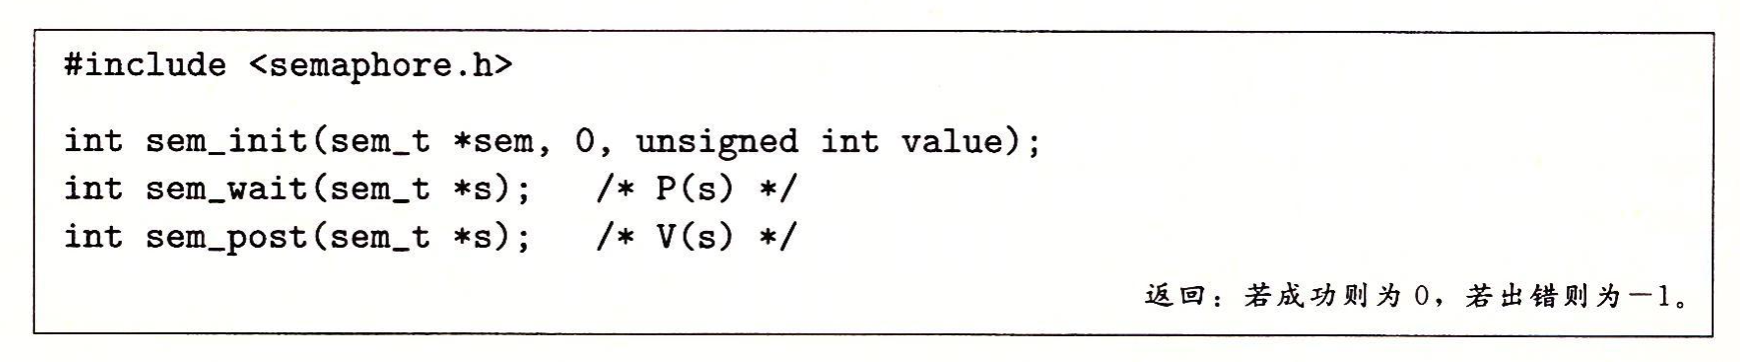 #include <semaphore.h>
int sem_init(sem_t *sem, 0, unsigned int value);
int sem_wait(sem_t *s);   /* P(s) */
int sem_post(sem_t *s);   /* V(s) */
返回：若成功则为 0，若出错则为－1。